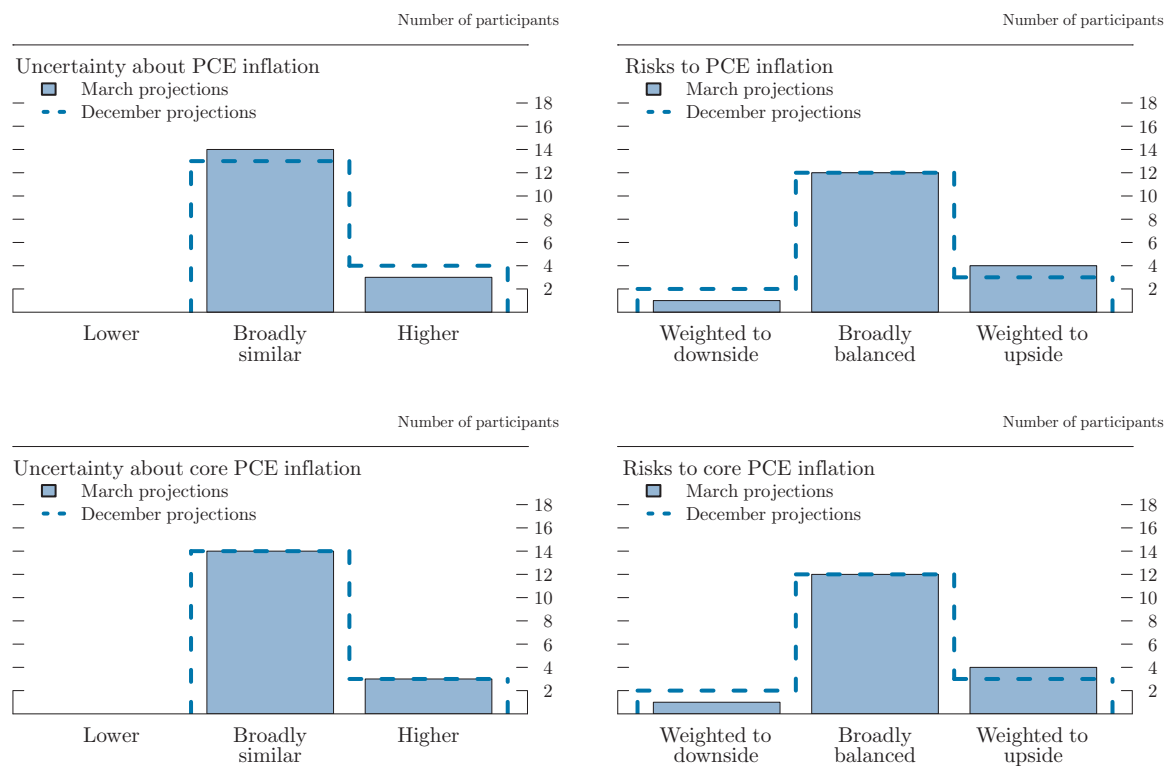 Number of participants
Uncertainty about PCE inflation
March projections
December projections
18
16
14
12
10
8
6
4
2
Lower
Broadly
similar
Higher
Number of participants
Risks to PCE inflation
March projections
December projections
18
16
14
12
10
8
6
4
2
Weighted to
downside
Broadly
balanced
Weighted to
upside
Number of participants
Uncertainty about core PCE inflation
March projections
December projections
18
16
14
12
10
8
6
4
2
Lower
Broadly
similar
Higher
Number of participants
Risks to core PCE inflation
March projections
December projections
18
16
14
12
10
8
6
4
2
Weighted to
downside
Broadly
balanced
Weighted to
upside